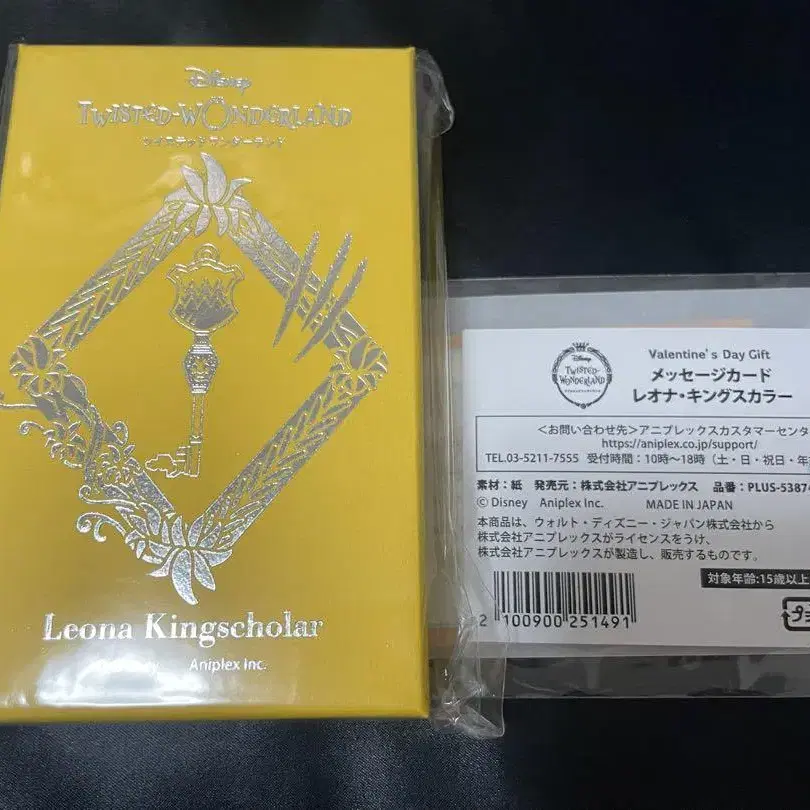 Disney
TWISTED-WONDERLAND
ツイステッドワンダーランド
Leona Kingscholar
Aniplex Inc.
Disney
TWISTED-WONDERLAND
Valentine's Day Gift
メッセージカード
レオナ・キングスカラー
<お問い合わせ先>アニプレックスカスタマーセンタ
https://aniplex.co.jp/support/
TEL.03-5211-7555 受付時間：10時～18時（土・日・祝日・年
素材：紙 発売元：株式会社アニプレックス 品番：PLUS-5387
© Disney Aniplex Inc. MADE IN JAPAN
本商品は、ウォルト・ディズニー・ジャパン株式会社から
株式会社アニプレックスがライセンスをうけ、
株式会社アニプレックスが製造し、販売するものです。
対象年齢:15歳以上
2 100900 251491
プ